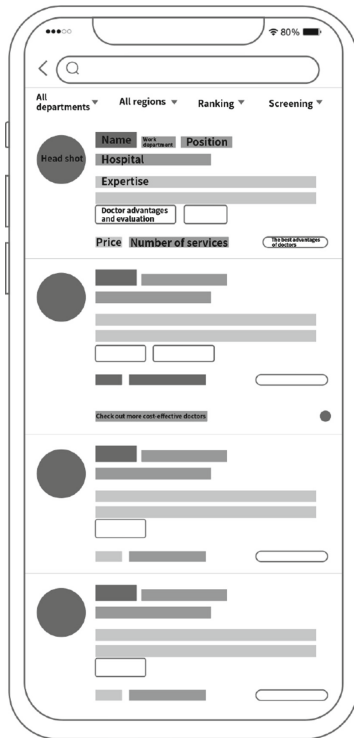 80%
All
departments
All regions
Ranking
Screening
Head shot
Name
Work
department
Position
Hospital
Expertise
Doctor advantages
and evaluation
Price
Number of services
The best advantages
of doctors
Check out more cost-effective doctors